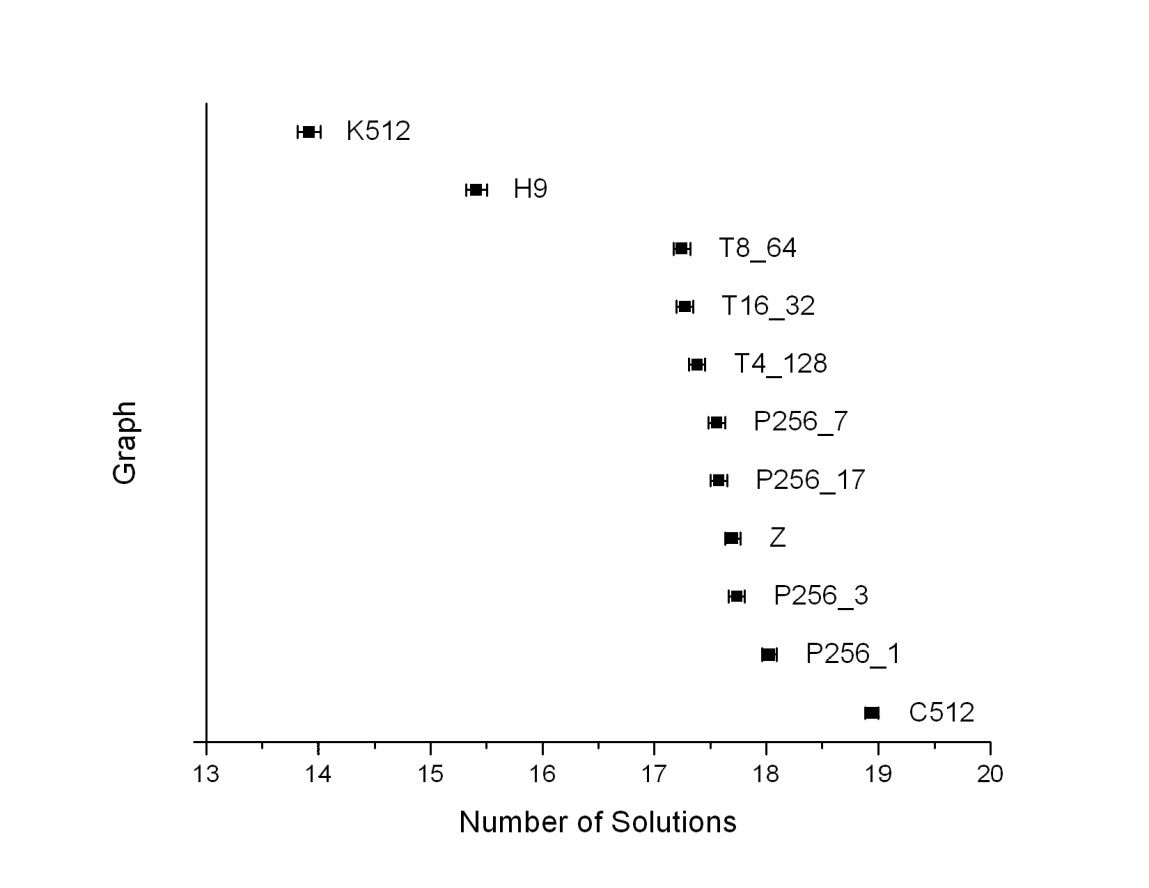 K512
H9
T8_64
T16_32
T4_128
Graph
P256_7
P256_17
Z
P256_3
P256_1
C512
13 14 15 16 17 18 19 20
Number of Solutions